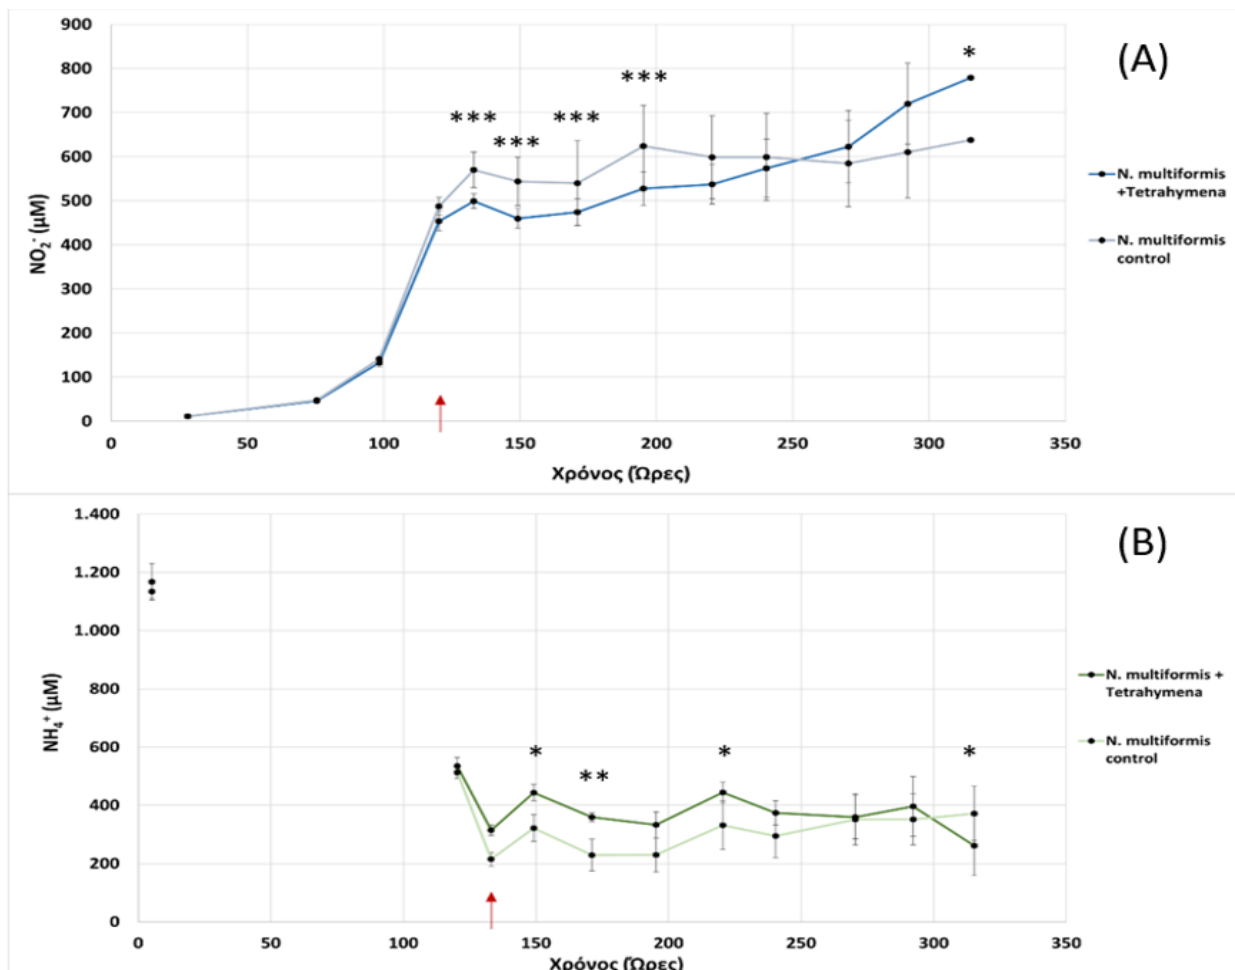 900
800
700
600
500
400
300
200
100
0
NO₂⁻ (μM)
0 50 100 150 200 250 300 350
Χρόνος (Ώρες)
***
***
***
***
*
(A)
N. multiformis
+Tetrahymena
N. multiformis
control
1.400
1.200
1.000
800
600
400
200
0
NH₄⁺ (μM)
0 50 100 150 200 250 300 350
Χρόνος (Ώρες)
*
**
*
*
(B)
N. multiformis +
Tetrahymena
N. multiformis
control